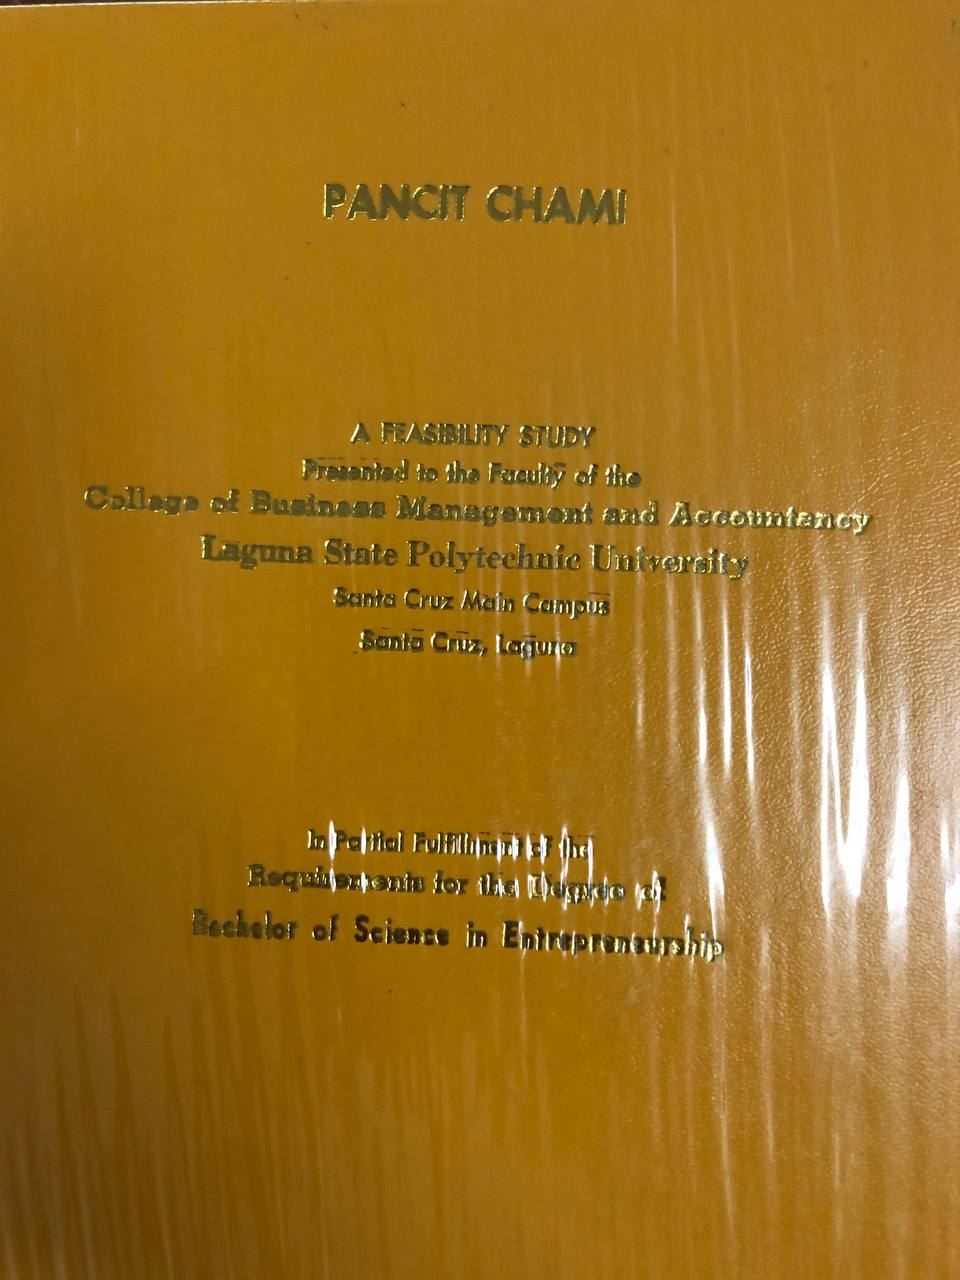 PANCIT CHAMI
A FEASIBILITY STUDY
Presented to the Faculty of the
College of Business Management and Accountancy
Laguna State Polytechnic University
Santa Cruz Main Campus
Santa Cruz, Laguna
In Partial Fulfillment of the
Requirements for the Degree of
Bachelor of Science in Entrepreneurship